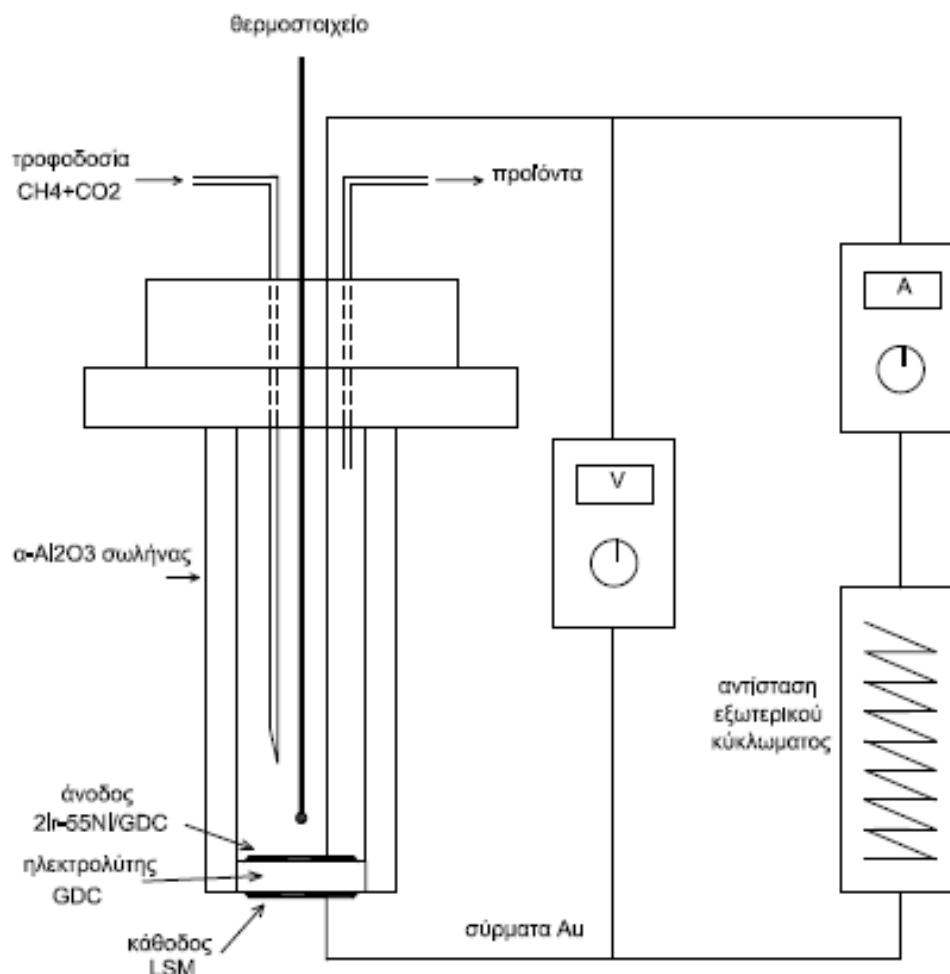 θερμοστοιχείο
τροφοδοσία
CH4+CO2
προϊόντα
A
V
α-Al2O3 σωλήνας
αντίσταση
εξωτερικού
κύκλωματος
άνοδος
2Ir-55Ni/GDC
ηλεκτρολύτης
GDC
κάθοδος
LSM
σύρματα Au